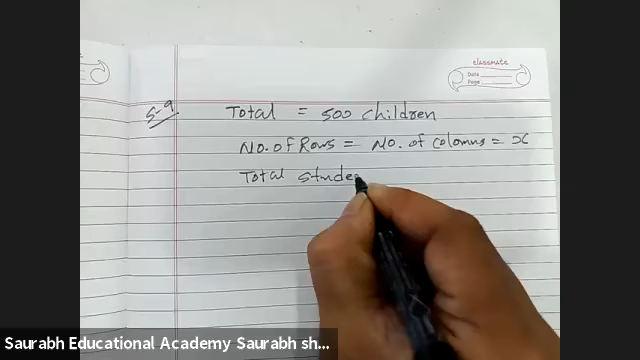 classmate
Date
Page
S-9
Total = 500 children
No. of Rows = No. of Coloms = x
Total stude
Saurabh Educational Academy Saurabh sh...